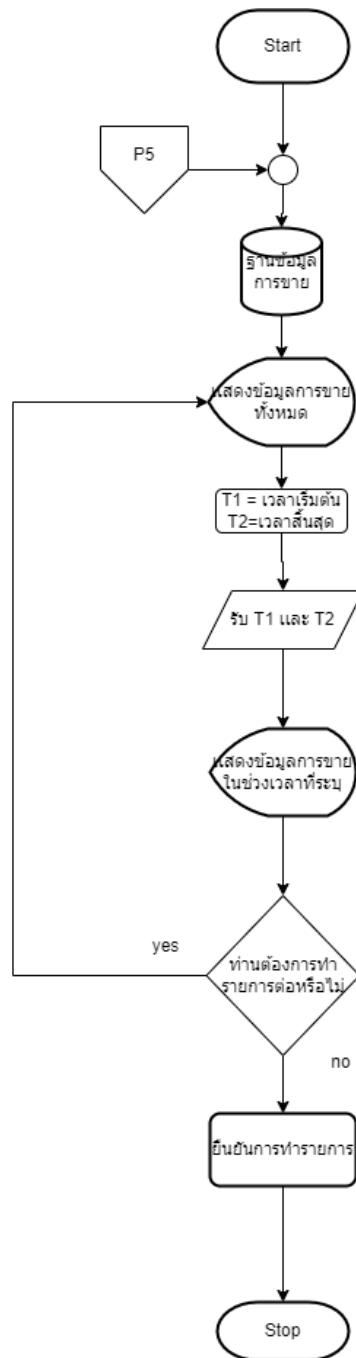 Start
P5
ฐานข้อมูล
การขาย
แสดงข้อมูลการขาย
ทั้งหมด
T1 = เวลาเริ่มต้น
T2=เวลาสิ้นสุด
รับ T1 และ T2
แสดงข้อมูลการขาย
ในช่วงเวลาที่ระบุ
yes
ท่านต้องการทำ
รายการต่อหรือไม่
no
ยืนยันการทำรายการ
Stop